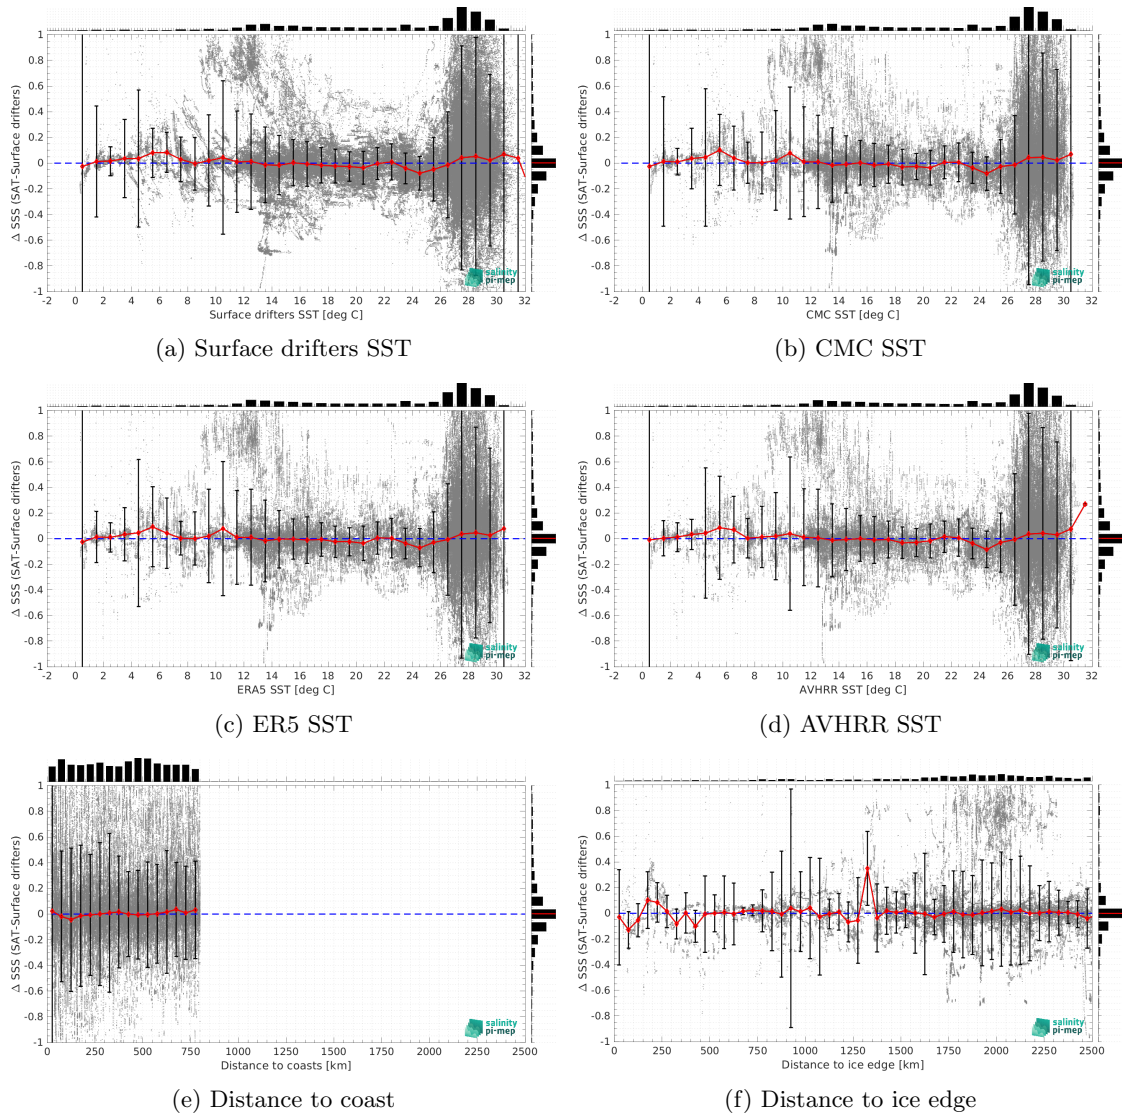 1
0.8
0.6
0.4
0.2
0
-0.2
-0.4
-0.6
-0.8
-1
Δ SSS (SAT-Surface drifters)
-2 0 2 4 6 8 10 12 14 16 18 20 22 24 26 28 30 32
Surface drifters SST [deg C]
salinity
pi-mep
(a) Surface drifters SST
1
0.8
0.6
0.4
0.2
0
-0.2
-0.4
-0.6
-0.8
-1
Δ SSS (SAT-Surface drifters)
-2 0 2 4 6 8 10 12 14 16 18 20 22 24 26 28 30 32
CMC SST [deg C]
salinity
pi-mep
(b) CMC SST
1
0.8
0.6
0.4
0.2
0
-0.2
-0.4
-0.6
-0.8
-1
Δ SSS (SAT-Surface drifters)
-2 0 2 4 6 8 10 12 14 16 18 20 22 24 26 28 30 32
ERA5 SST [deg C]
salinity
pi-mep
(c) ER5 SST
1
0.8
0.6
0.4
0.2
0
-0.2
-0.4
-0.6
-0.8
-1
Δ SSS (SAT-Surface drifters)
-2 0 2 4 6 8 10 12 14 16 18 20 22 24 26 28 30 32
AVHRR SST [deg C]
salinity
pi-mep
(d) AVHRR SST
1
0.8
0.6
0.4
0.2
0
-0.2
-0.4
-0.6
-0.8
-1
Δ SSS (SAT-Surface drifters)
0 250 500 750 1000 1250 1500 1750 2000 2250 2500
Distance to coasts [km]
salinity
pi-mep
(e) Distance to coast
1
0.8
0.6
0.4
0.2
0
-0.2
-0.4
-0.6
-0.8
-1
Δ SSS (SAT-Surface drifters)
0 250 500 750 1000 1250 1500 1750 2000 2250 2500
Distance to ice edge [km]
salinity
pi-mep
(f) Distance to ice edge